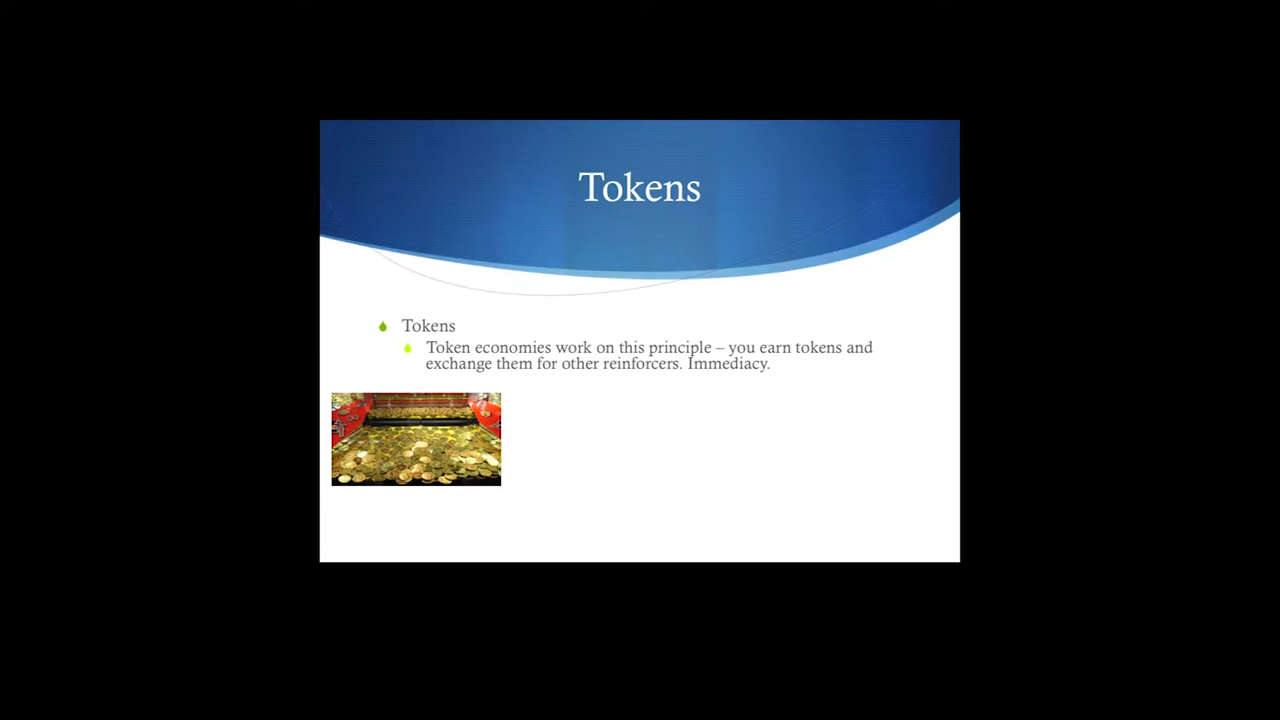 Tokens
Tokens
Token economies work on this principle – you earn tokens and
exchange them for other reinforcers. Immediacy.